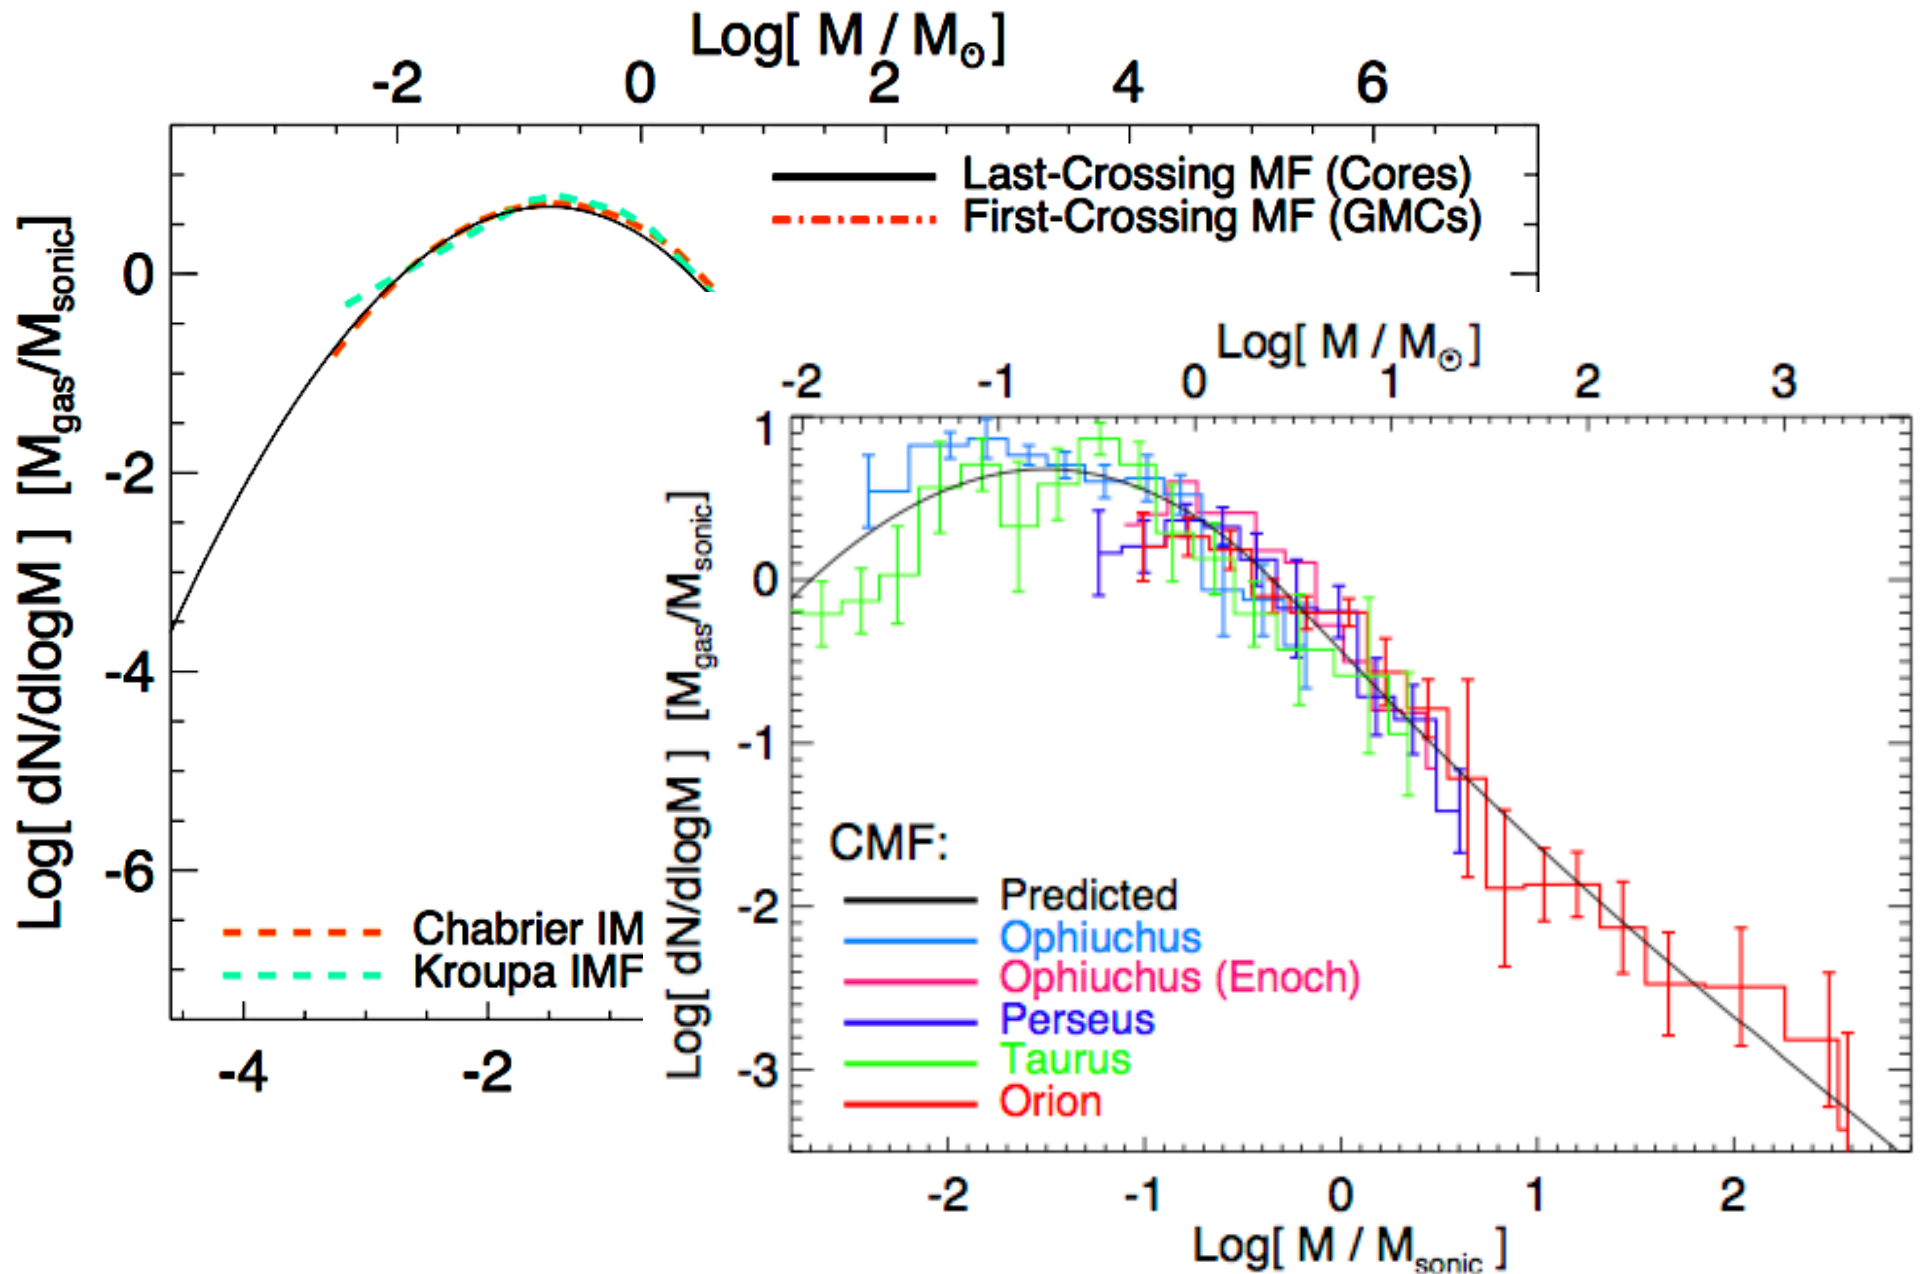 Log[ M / M☉ ]
-2 0 2 4 6
Last-Crossing MF (Cores)
First-Crossing MF (GMCs)
Log[ dN/dlogM ] [Mgas/Msonic]
0
-2
-4
-6
Chabrier IM
Kroupa IMF
-4 -2
Log[ M / M☉ ]
-2 -1 0 1 2 3
Log[ dN/dlogM ] [Mgas/Msonic]
1
0
-1
-2
-3
CMF:
Predicted
Ophiuchus
Ophiuchus (Enoch)
Perseus
Taurus
Orion
-2 -1 0 1 2
Log[ M / Msonic ]